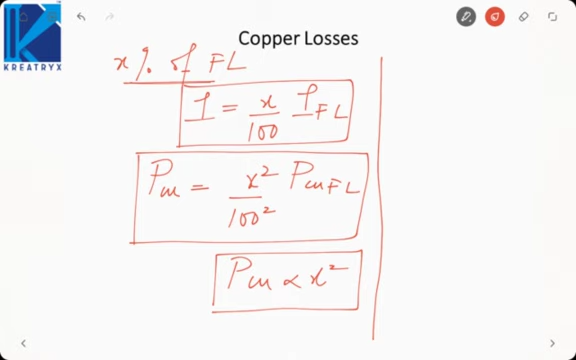 Copper Losses
KREATRYX
x% of FL
I = x/100 I_FL
P_cu = x²/100² P_cuFL
P_cu ∝ x²